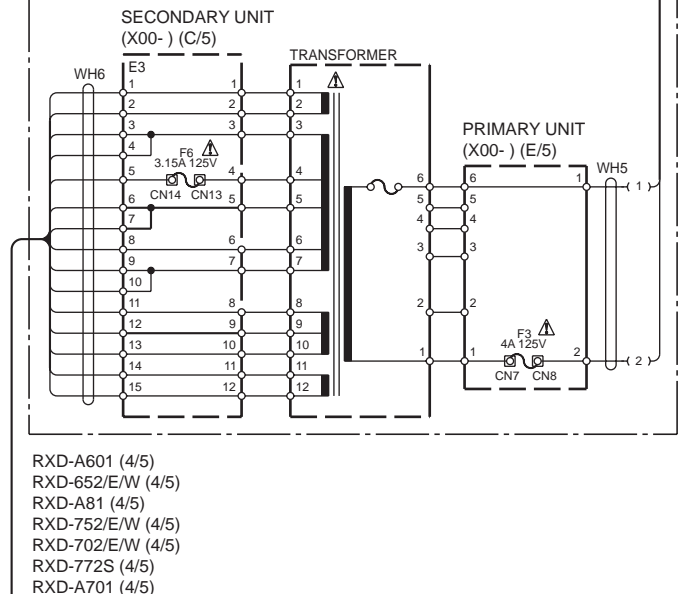 SECONDARY UNIT
(X00- ) (C/5)
TRANSFORMER
WH6
E3
1 1 1
2 2 2
3 3 3
4
F6
3.15A 125V
5 4 4
CN14 CN13
6 5 5
7
8 6 6
9 7 7
10
11 8 8
12 9 9
13 10 10
14 11 11
15 12 12
PRIMARY UNIT
(X00- ) (E/5)
WH5
6 6 1 1
5 5
4 4
3 3
2 2
F3
4A 125V
1 1 2 2
CN7 CN8
RXD-A601 (4/5)
RXD-652/E/W (4/5)
RXD-A81 (4/5)
RXD-752/E/W (4/5)
RXD-702/E/W (4/5)
RXD-772S (4/5)
RXD-A701 (4/5)